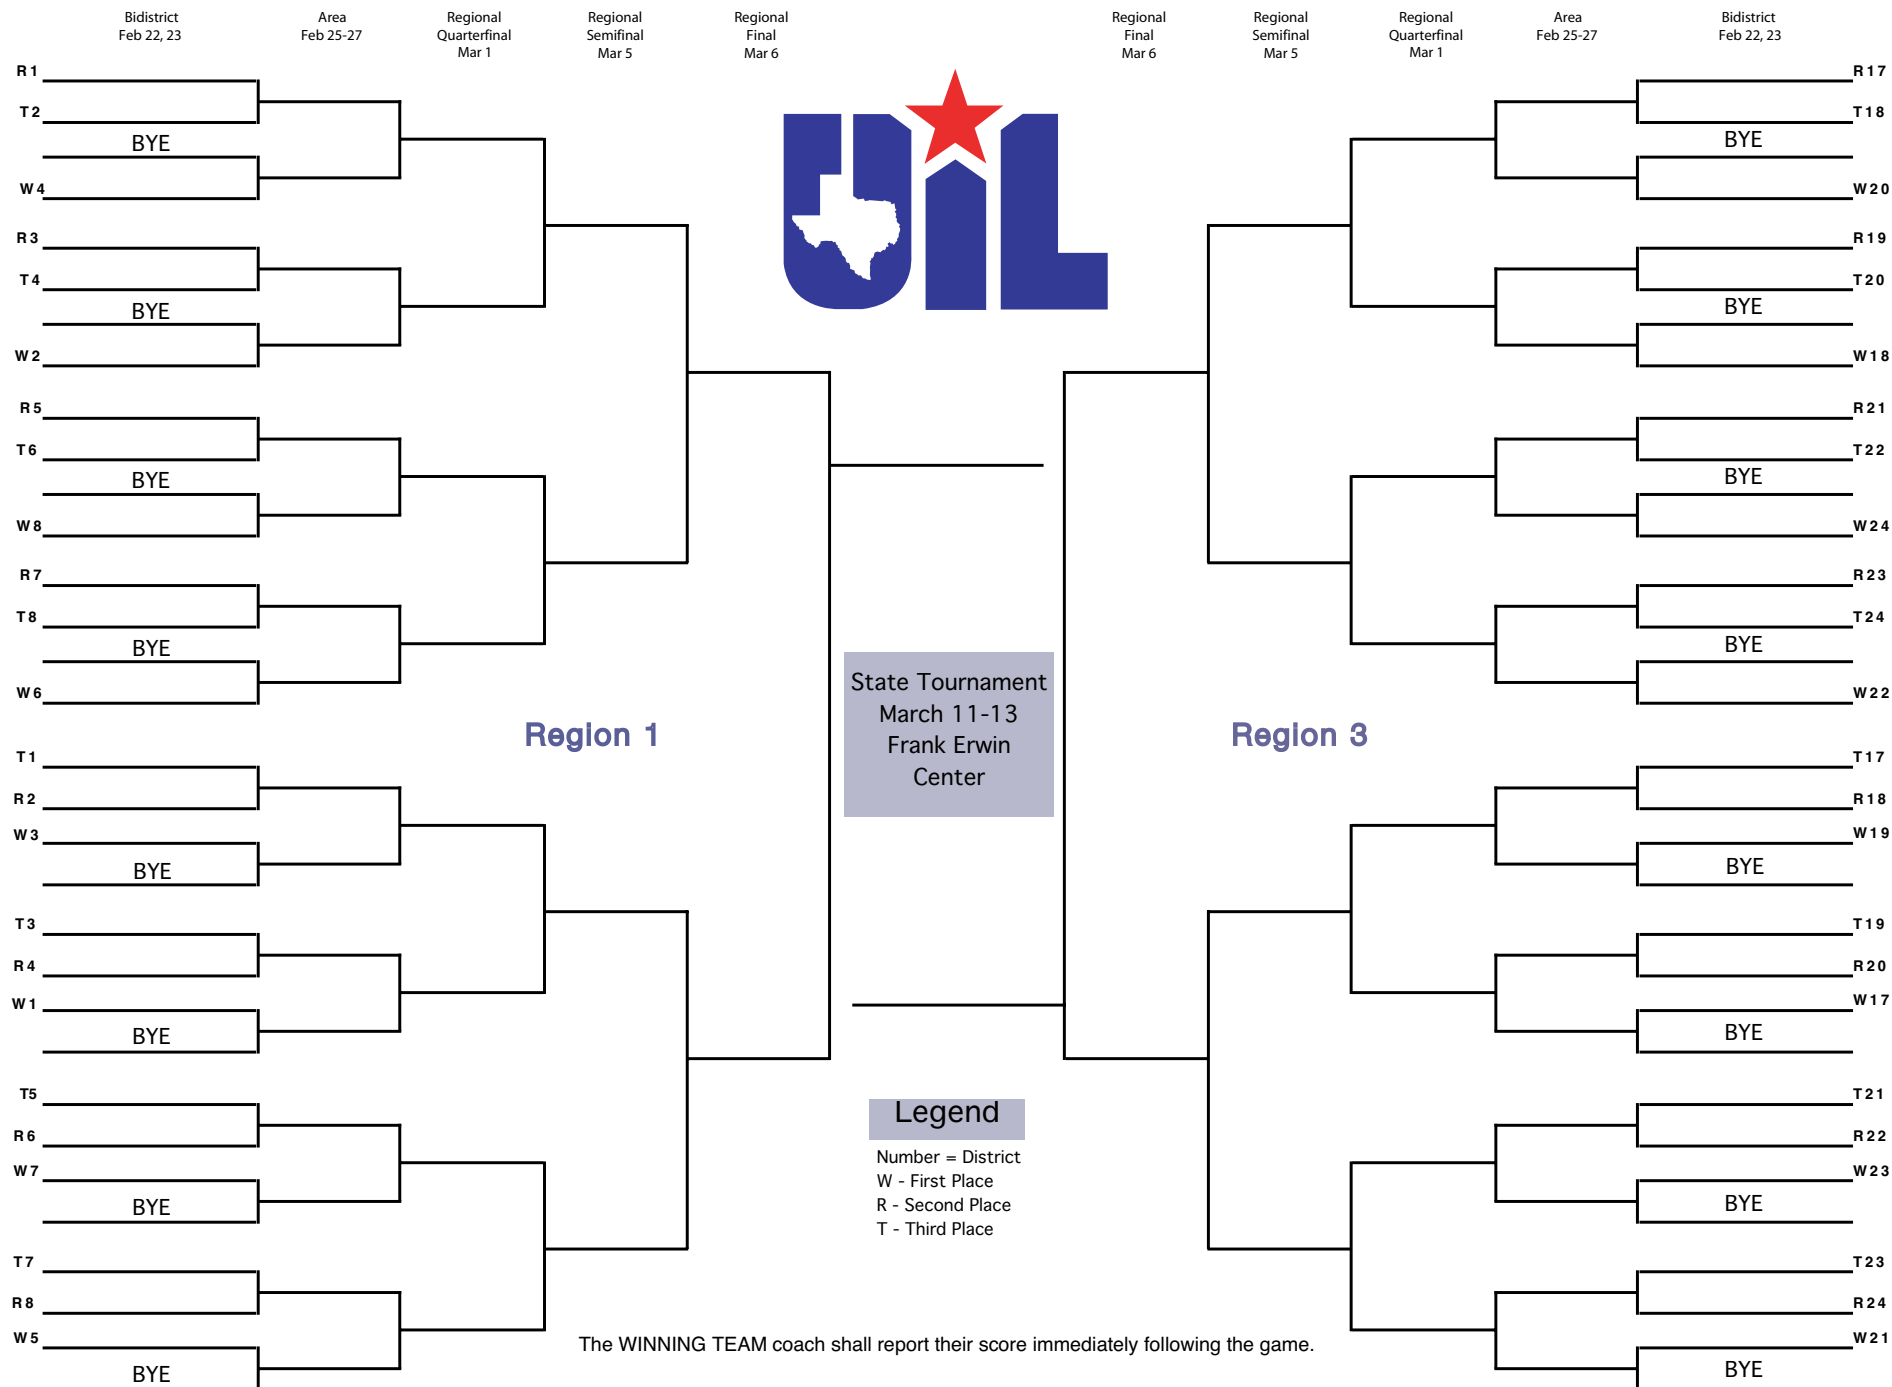 Bidistrict
Feb 22, 23
Area
Feb 25-27
Regional
Quarterfinal
Mar 1
Regional
Semifinal
Mar 5
Regional
Final
Mar 6
Regional
Final
Mar 6
Regional
Semifinal
Mar 5
Regional
Quarterfinal
Mar 1
Area
Feb 25-27
Bidistrict
Feb 22, 23
R1
T2
BYE
W4
R3
T4
BYE
W2
R5
T6
BYE
W8
R7
T8
BYE
W6
Region 1
T1
R2
W3
BYE
T3
R4
W1
BYE
T5
R6
W7
BYE
T7
R8
W5
BYE
UIL
State Tournament
March 11-13
Frank Erwin
Center
Legend
Number = District
W - First Place
R - Second Place
T - Third Place
The WINNING TEAM coach shall report their score immediately following the game.
R17
T18
BYE
W20
R19
T20
BYE
W18
R21
T22
BYE
W24
R23
T24
BYE
W22
Region 3
T17
R18
W19
BYE
T19
R20
W17
BYE
T21
R22
W23
BYE
T23
R24
W21
BYE